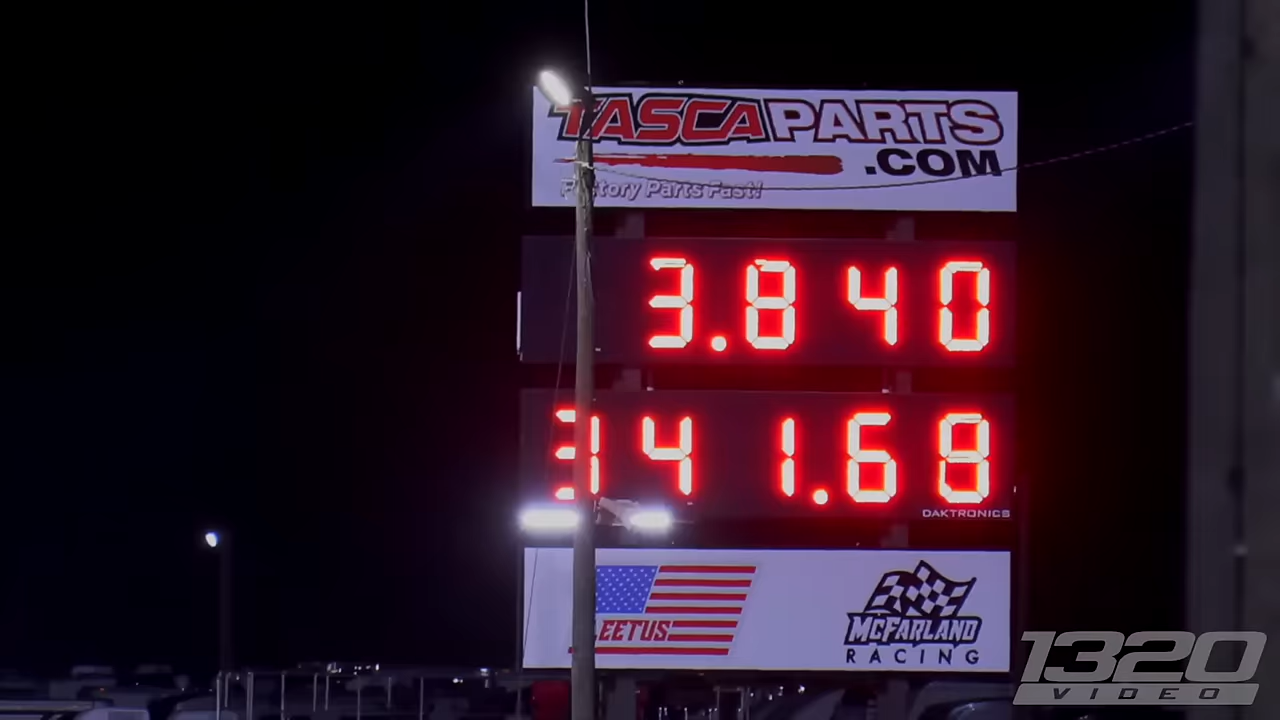 TASCAPARTS
.COM
Factory Parts Fast!
3.840
341.68
DAKTRONICS
LEETUS
MCFARLAND
RACING
1320
VIDEO